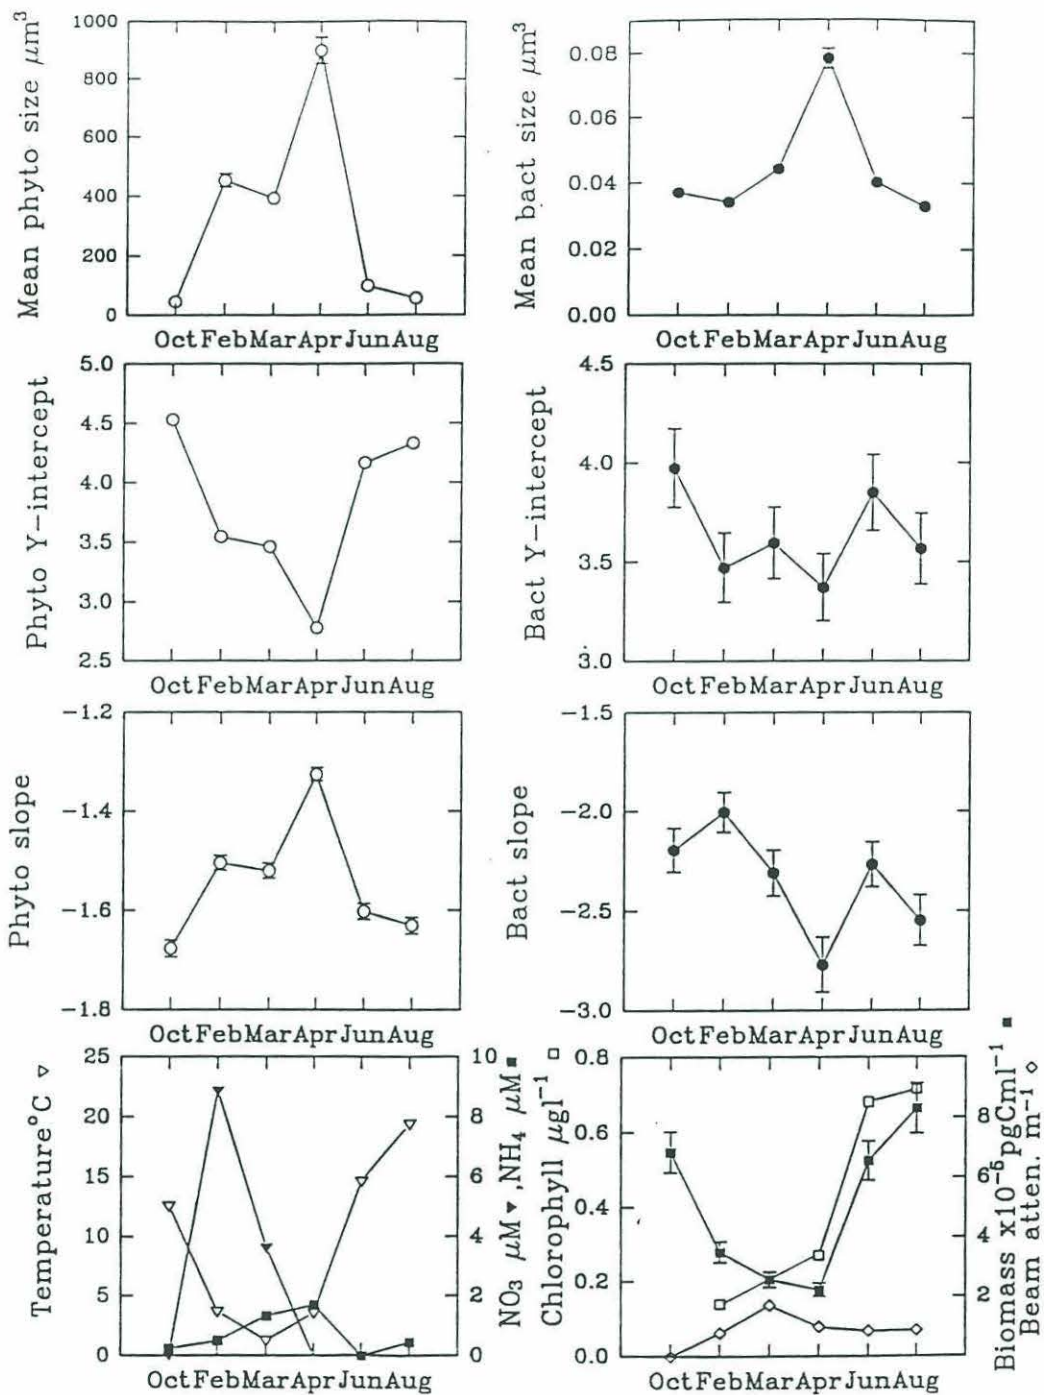 Mean phyto size μm³
1000
800
600
400
200
0
Oct Feb Mar Apr Jun Aug
Mean bact size μm³
0.08
0.06
0.04
0.02
0.00
Oct Feb Mar Apr Jun Aug
Phyto Y-intercept
5.0
4.5
4.0
3.5
3.0
2.5
Oct Feb Mar Apr Jun Aug
Bact Y-intercept
4.5
4.0
3.5
3.0
Oct Feb Mar Apr Jun Aug
Phyto slope
-1.2
-1.4
-1.6
-1.8
Oct Feb Mar Apr Jun Aug
Bact slope
-1.5
-2.0
-2.5
-3.0
Oct Feb Mar Apr Jun Aug
Temperature°C ▽
25
20
15
10
5
0
10
8
6
4
2
0
NO₃ μM ▼, NH₄ μM ■
Oct Feb Mar Apr Jun Aug
Chlorophyll μgl⁻¹ □
0.8
0.6
0.4
0.2
0.0
8
6
4
2
0
Biomass x10⁻⁵pgCml⁻¹ ■
Beam atten. m⁻¹ ◇
Oct Feb Mar Apr Jun Aug